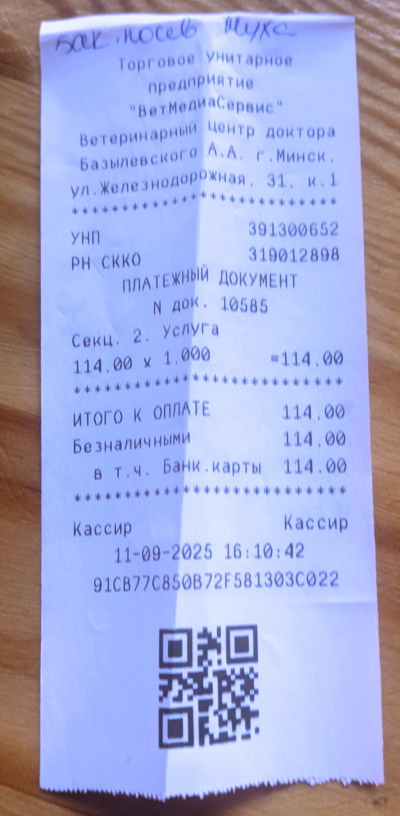 Бак.посев Муха
Торговое унитарное
предприятие
"ВетМедиаСервис"
Ветеринарный центр доктора
Базылевского А.А. г.Минск,
ул.Железнодорожная, 31, к.1
****************************
УНП 391300652
РН СККО 319012898
ПЛАТЕЖНЫЙ ДОКУМЕНТ
N док. 10585
Секц. 2. Услуга
114.00 x 1.000 =114.00
****************************
ИТОГО К ОПЛАТЕ 114.00
Безналичными 114.00
в т.ч. Банк.карты 114.00
****************************
Кассир Кассир
11-09-2025 16:10:42
91CB77C850B72F581303C022